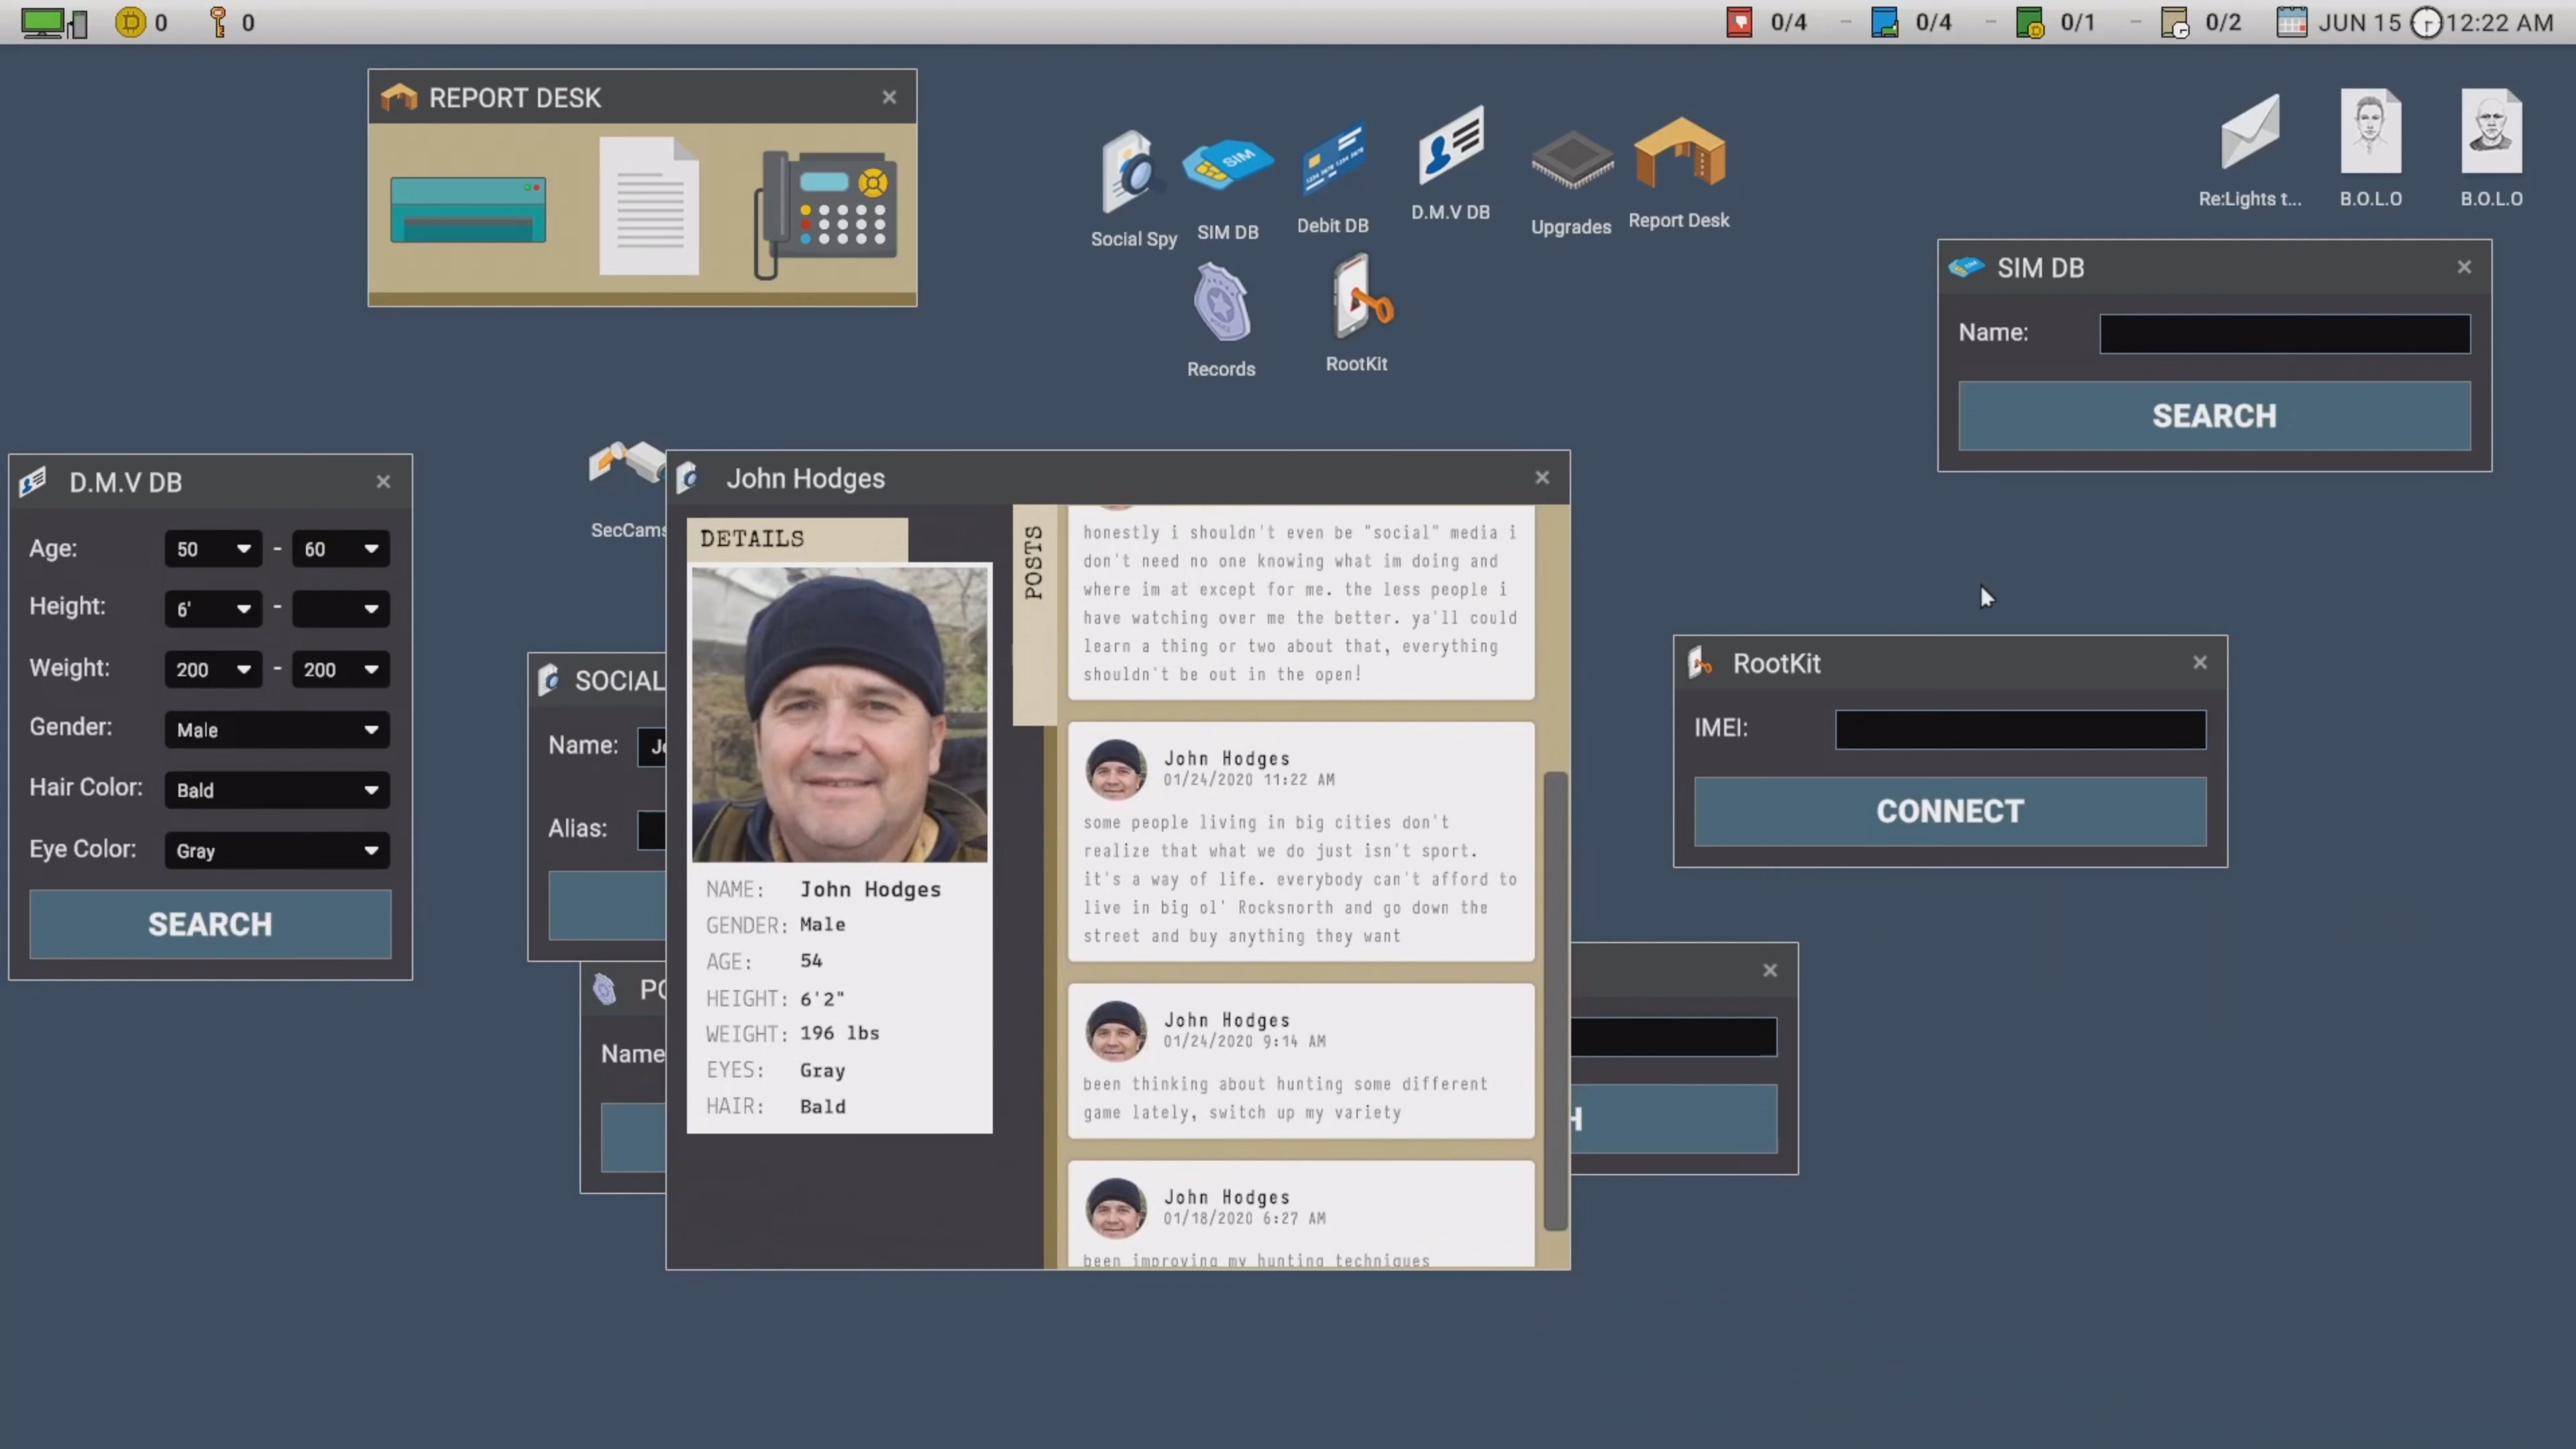 0
0
0/4 - 0/4 - 0/1 - 0/2 JUN 15 12:22 AM
REPORT DESK
Social Spy
SIM
SIM DB
Debit DB
D.M.V DB
Upgrades
Report Desk
Records
RootKit
Re:Lights t...
B.O.L.O
B.O.L.O
SIM DB
Name:
SEARCH
D.M.V DB
Age: 50 - 60
Height: 6' -
Weight: 200 - 200
Gender: Male
Hair Color: Bald
Eye Color: Gray
SEARCH
SecCams
SOCIAL
Name:
Alias:
Name
John Hodges
DETAILS
NAME: John Hodges
GENDER: Male
AGE: 54
HEIGHT: 6'2"
WEIGHT: 196 lbs
EYES: Gray
HAIR: Bald
POSTS
honestly i shouldn't even be "social" media i
don't need no one knowing what im doing and
where im at except for me. the less people i
have watching over me the better. ya'll could
learn a thing or two about that, everything
shouldn't be out in the open!
John Hodges
01/24/2020 11:22 AM
some people living in big cities don't
realize that what we do just isn't sport.
it's a way of life. everybody can't afford to
live in big ol' Rocksnorth and go down the
street and buy anything they want
John Hodges
01/24/2020 9:14 AM
been thinking about hunting some different
game lately, switch up my variety
John Hodges
01/18/2020 6:27 AM
been improving my hunting techniques
RootKit
IMEI:
CONNECT